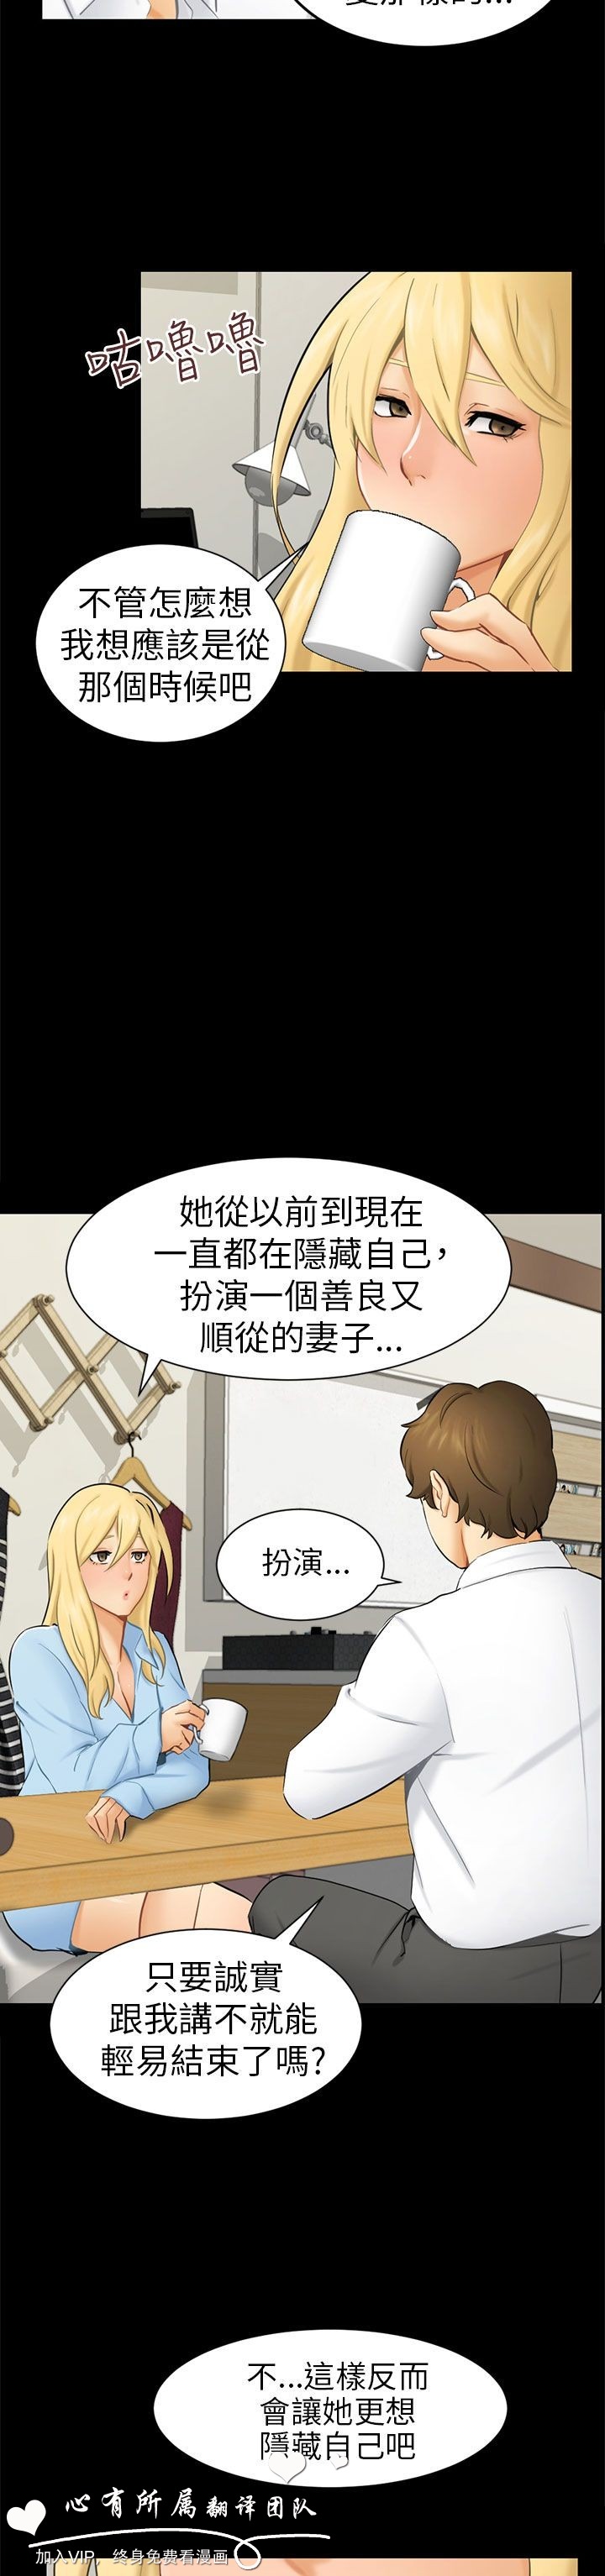 咕嚕嚕
不管怎麼想
我想應該是從
那個時候吧
她從以前到現在
一直都在隱藏自己，
扮演一個善良又
順從的妻子...
扮演...
只要誠實
跟我講不就能
輕易結束了嗎?
不...這樣反而
會讓她更想
隱藏自己吧
心有所属翻译团队
加入VIP，终身免费看漫画